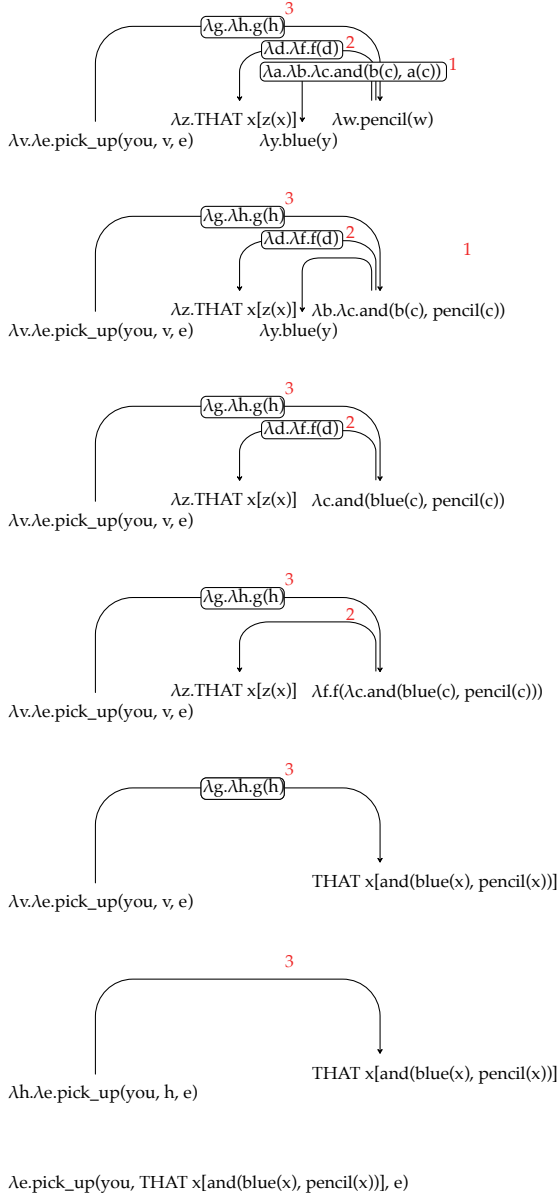 3
λg.λh.g(h)
λd.λf.f(d) 2
λa.λb.λc.and(b(c), a(c)) 1
λz.THAT x[z(x)] λw.pencil(w)
λv.λe.pick_up(you, v, e) λy.blue(y)
3
λg.λh.g(h)
λd.λf.f(d) 2
1
λz.THAT x[z(x)] λb.λc.and(b(c), pencil(c))
λv.λe.pick_up(you, v, e) λy.blue(y)
3
λg.λh.g(h)
λd.λf.f(d) 2
λz.THAT x[z(x)] λc.and(blue(c), pencil(c))
λv.λe.pick_up(you, v, e)
3
λg.λh.g(h)
2
λz.THAT x[z(x)] λf.f(λc.and(blue(c), pencil(c)))
λv.λe.pick_up(you, v, e)
3
λg.λh.g(h)
THAT x[and(blue(x), pencil(x))]
λv.λe.pick_up(you, v, e)
3
THAT x[and(blue(x), pencil(x))]
λh.λe.pick_up(you, h, e)
λe.pick_up(you, THAT x[and(blue(x), pencil(x))], e)